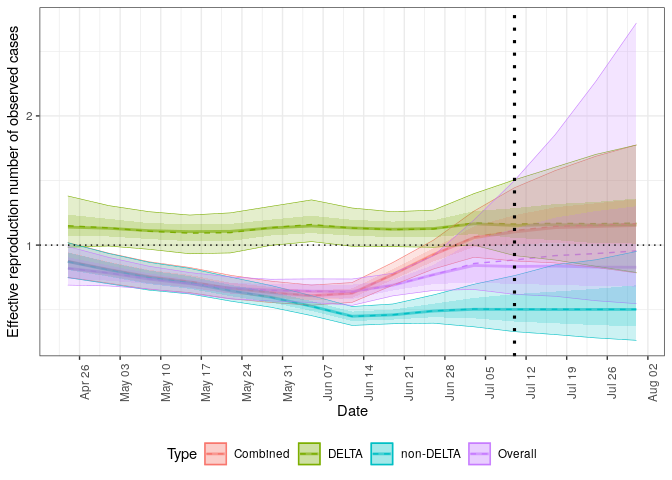 Effective reproduction number of observed cases
2
1
Apr 26
May 03
May 10
May 17
May 24
May 31
Jun 07
Jun 14
Jun 21
Jun 28
Jul 05
Jul 12
Jul 19
Jul 26
Aug 02
Date
Type Combined DELTA non-DELTA Overall